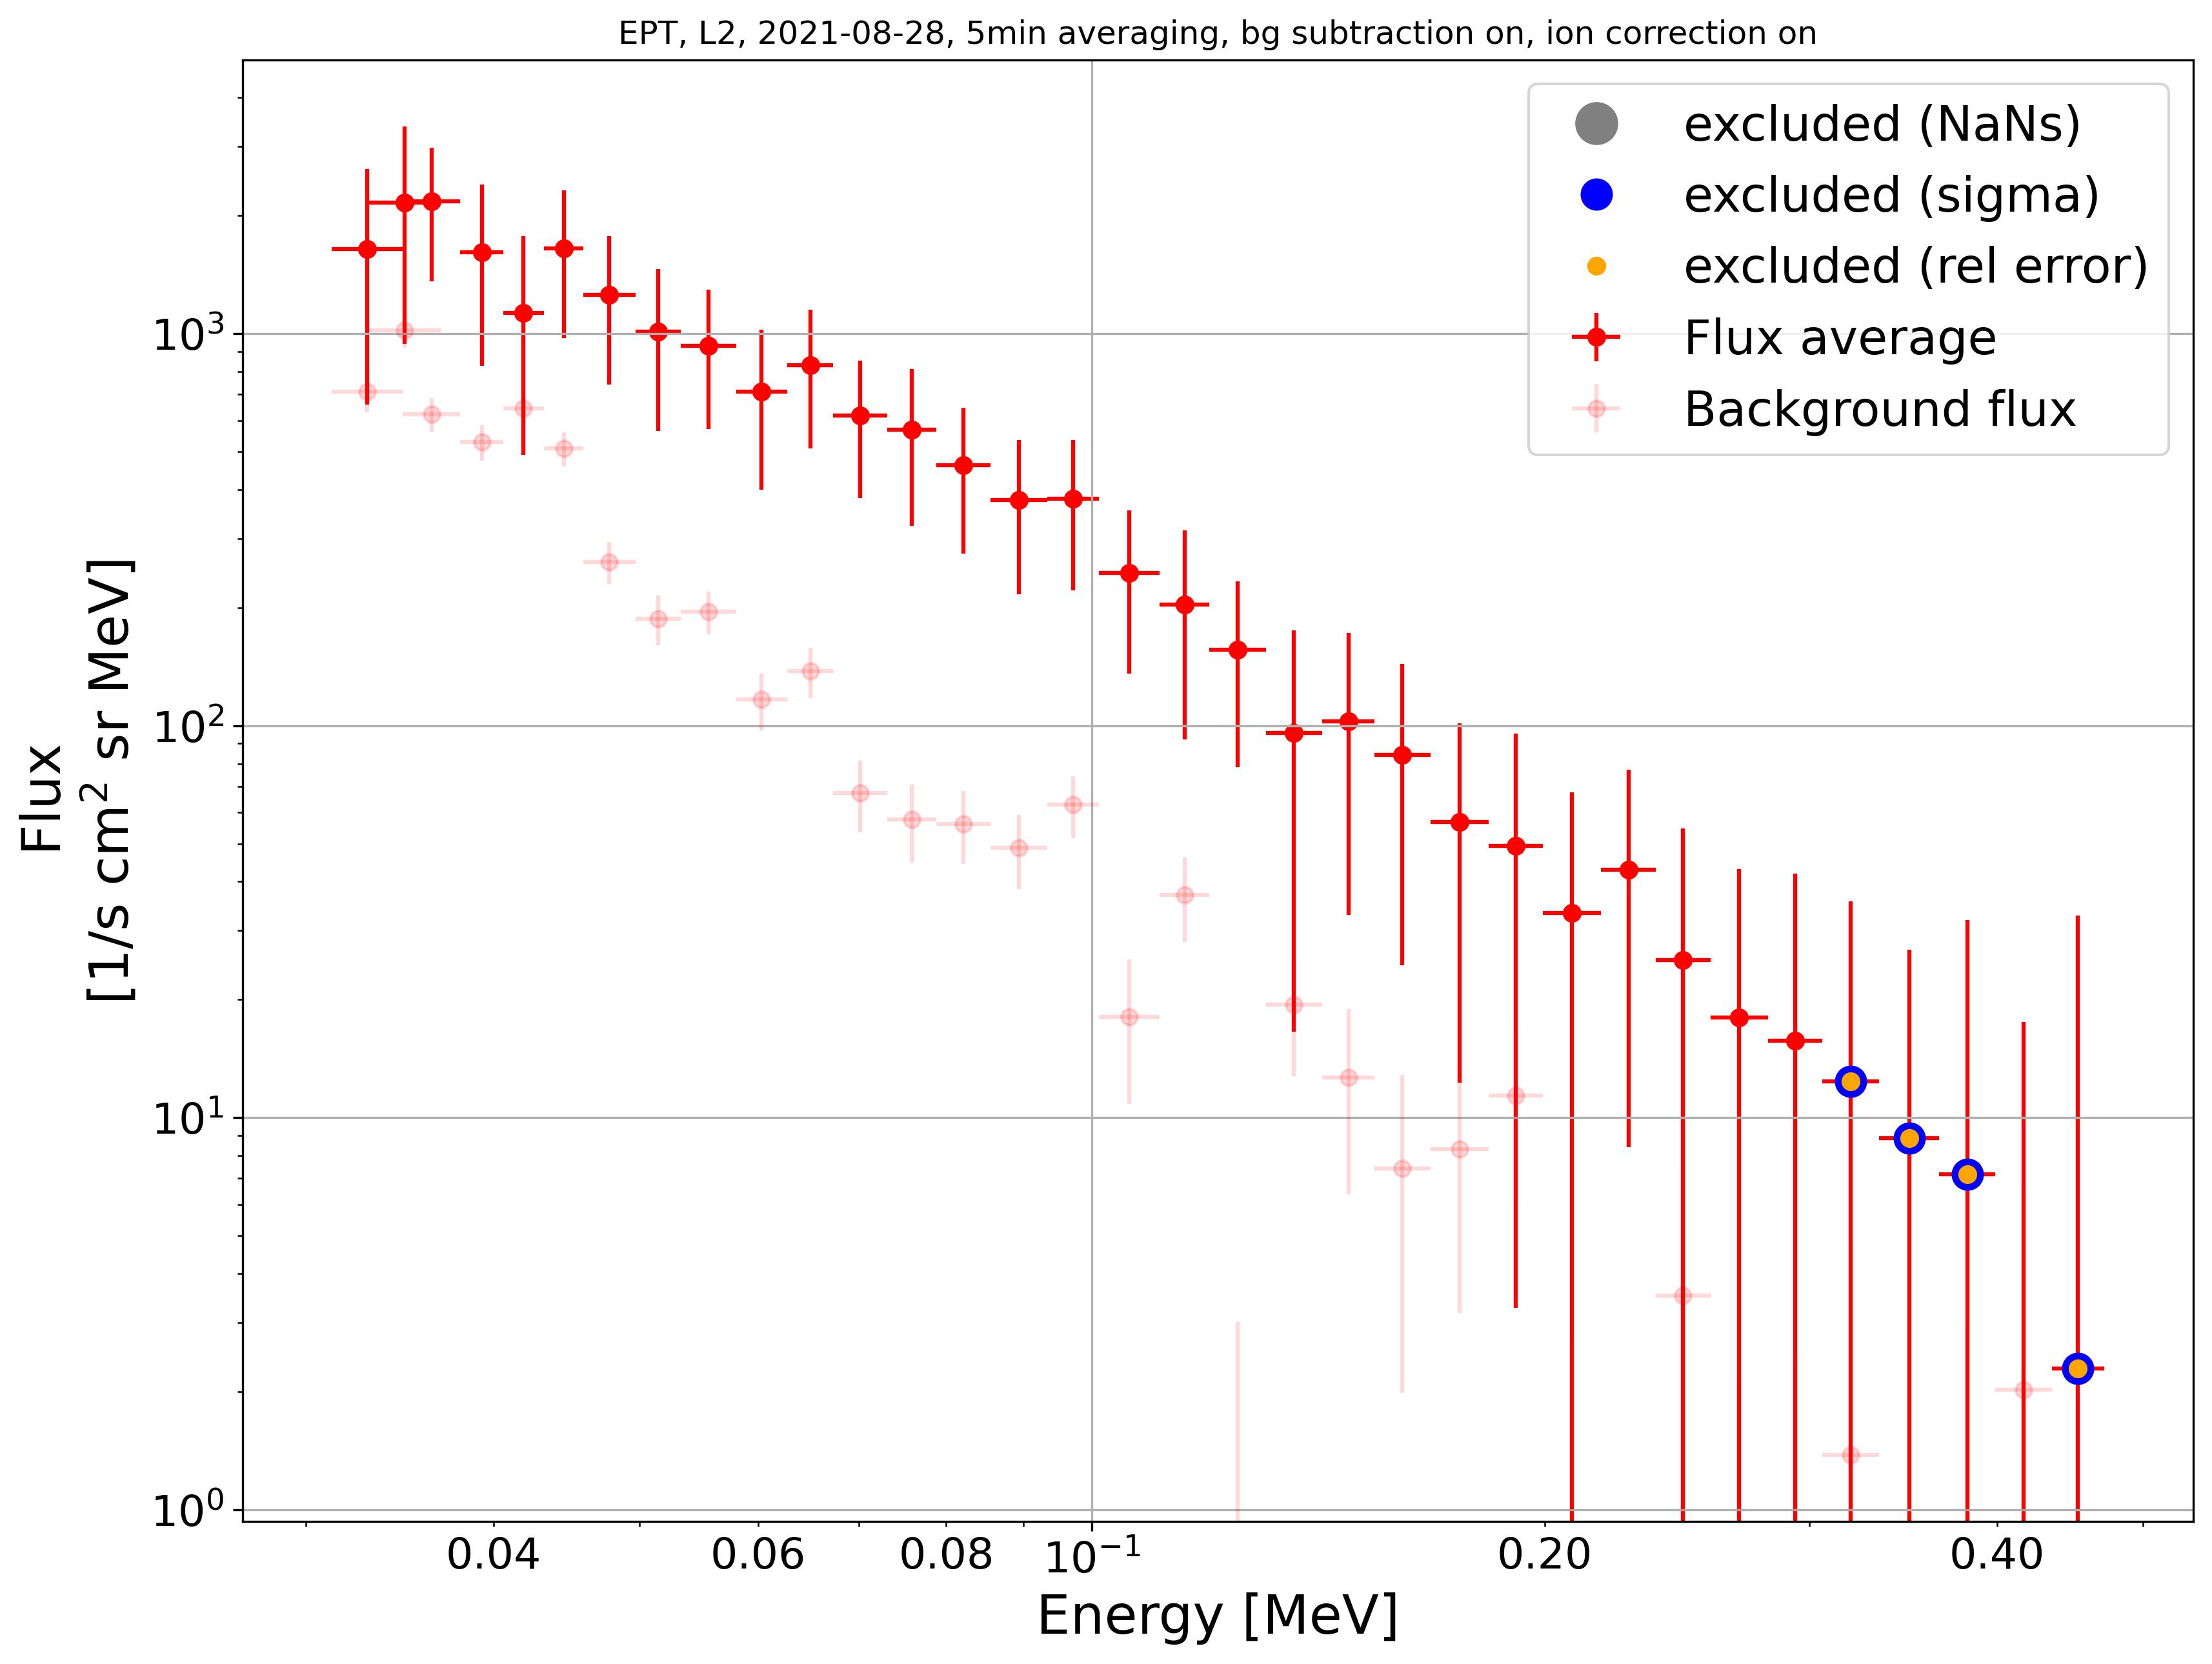 EPT, L2, 2021-08-28, 5min averaging, bg subtraction on, ion correction on
excluded (NaNs)
excluded (sigma)
excluded (rel error)
Flux average
Background flux
10³
10²
10¹
10⁰
Flux
[1/s cm² sr MeV]
0.04 0.06 0.08 10⁻¹ 0.20 0.40
Energy [MeV]